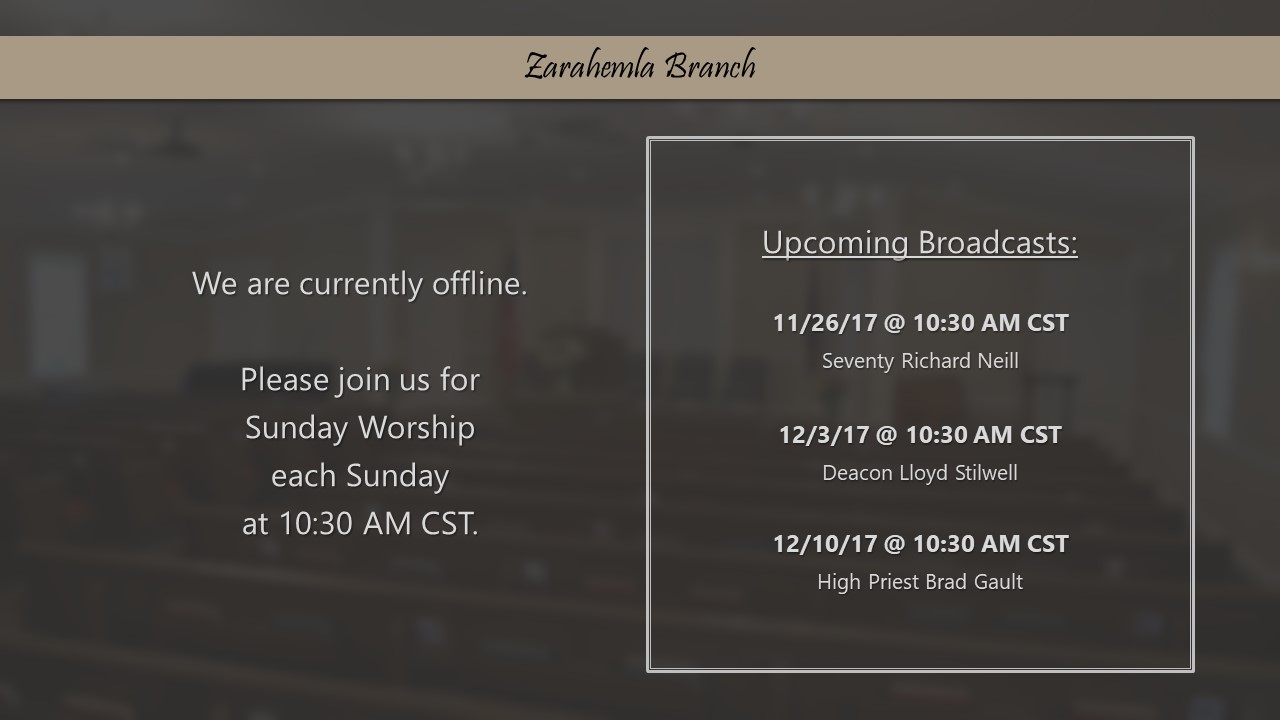 Zarahemla Branch
We are currently offline.
Please join us for
Sunday Worship
each Sunday
at 10:30 AM CST.
Upcoming Broadcasts:
11/26/17 @ 10:30 AM CST
Seventy Richard Neill
12/3/17 @ 10:30 AM CST
Deacon Lloyd Stilwell
12/10/17 @ 10:30 AM CST
High Priest Brad Gault